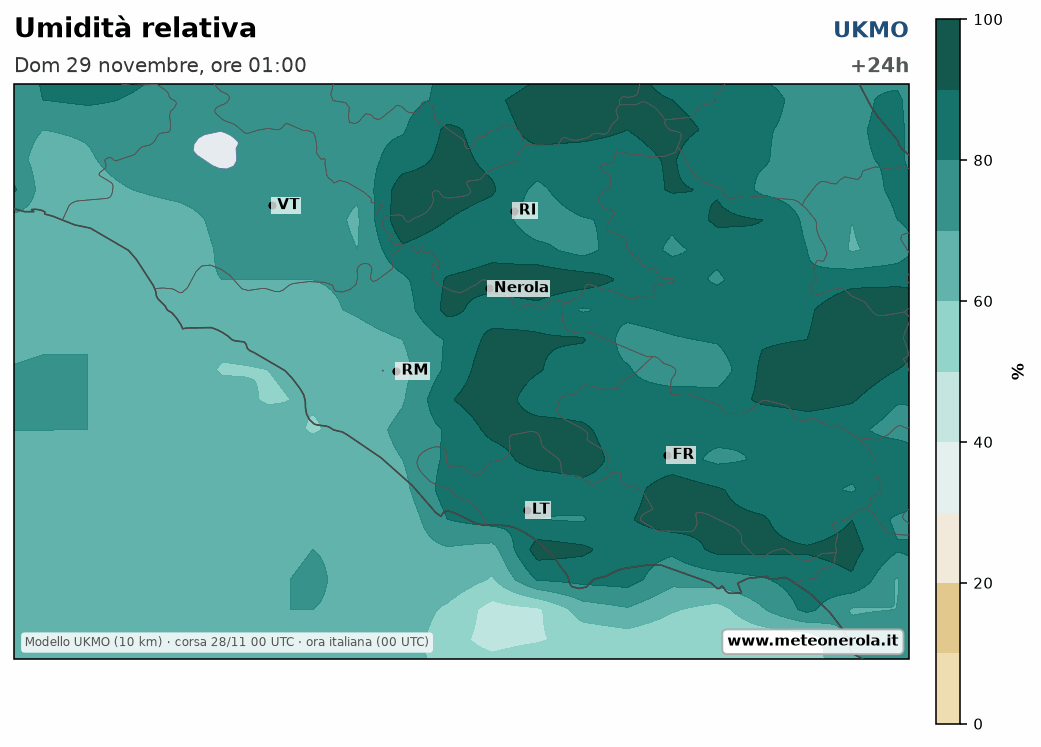 Umidità relativa
UKMO
Dom 29 novembre, ore 01:00
+24h
100
80
60
40
20
0
%
VT
RI
Nerola
RM
FR
LT
Modello UKMO (10 km) · corsa 28/11 00 UTC · ora italiana (00 UTC)
www.meteonerola.it